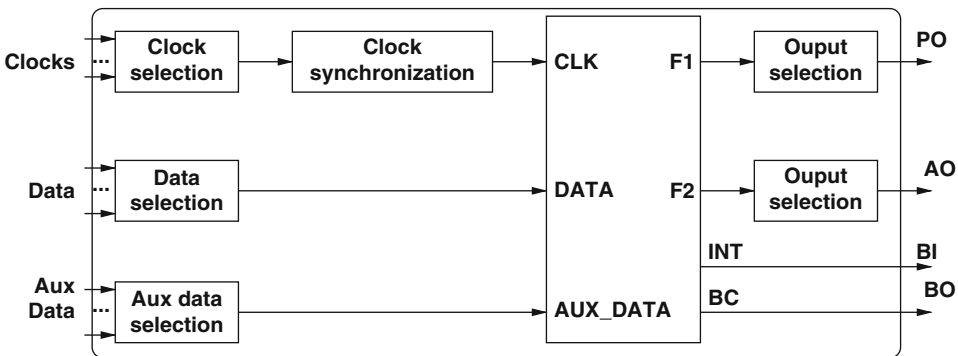 Clocks
...
Clock
selection
Clock
synchronization
CLK
F1
Ouput
selection
PO
Data
...
Data
selection
DATA
F2
Ouput
selection
AO
INT
BI
Aux
Data
...
Aux data
selection
AUX_DATA
BC
BO